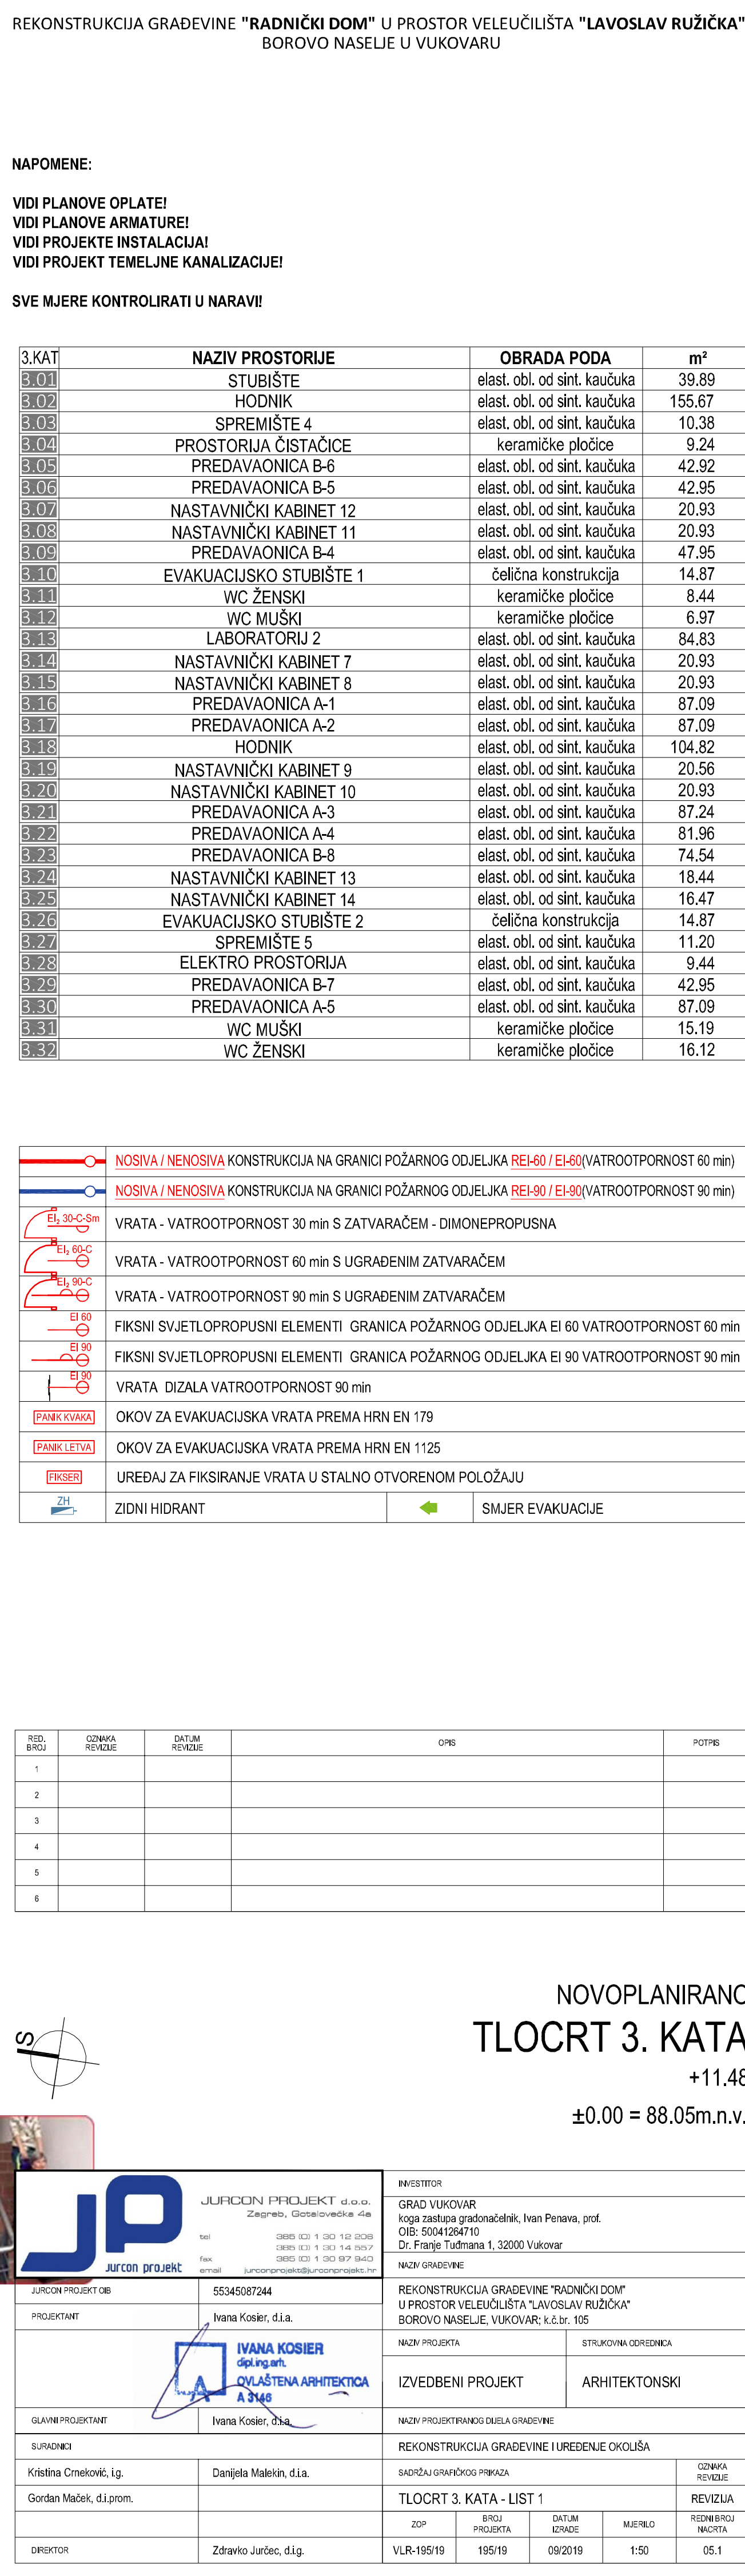 REKONSTRUKCIJA GRAĐEVINE "RADNIČKI DOM" U PROSTOR VELEUČILIŠTA "LAVOSLAV RUŽIČKA"
BOROVO NASELJE U VUKOVARU
NAPOMENE:
VIDI PLANOVE OPLATE!
VIDI PLANOVE ARMATURE!
VIDI PROJEKTE INSTALACIJA!
VIDI PROJEKT TEMELJNE KANALIZACIJE!
SVE MJERE KONTROLIRATI U NARAVI!
3.KAT NAZIV PROSTORIJE OBRADA PODA m²
3.01 STUBIŠTE elast. obl. od sint. kaučuka 39.89
3.02 HODNIK elast. obl. od sint. kaučuka 155.67
3.03 SPREMIŠTE 4 elast. obl. od sint. kaučuka 10.38
3.04 PROSTORIJA ČISTAČICE keramičke pločice 9.24
3.05 PREDAVAONICA B-6 elast. obl. od sint. kaučuka 42.92
3.06 PREDAVAONICA B-5 elast. obl. od sint. kaučuka 42.95
3.07 NASTAVNIČKI KABINET 12 elast. obl. od sint. kaučuka 20.93
3.08 NASTAVNIČKI KABINET 11 elast. obl. od sint. kaučuka 20.93
3.09 PREDAVAONICA B-4 elast. obl. od sint. kaučuka 47.95
3.10 EVAKUACIJSKO STUBIŠTE 1 čelična konstrukcija 14.87
3.11 WC ŽENSKI keramičke pločice 8.44
3.12 WC MUŠKI keramičke pločice 6.97
3.13 LABORATORIJ 2 elast. obl. od sint. kaučuka 84.83
3.14 NASTAVNIČKI KABINET 7 elast. obl. od sint. kaučuka 20.93
3.15 NASTAVNIČKI KABINET 8 elast. obl. od sint. kaučuka 20.93
3.16 PREDAVAONICA A-1 elast. obl. od sint. kaučuka 87.09
3.17 PREDAVAONICA A-2 elast. obl. od sint. kaučuka 87.09
3.18 HODNIK elast. obl. od sint. kaučuka 104.82
3.19 NASTAVNIČKI KABINET 9 elast. obl. od sint. kaučuka 20.56
3.20 NASTAVNIČKI KABINET 10 elast. obl. od sint. kaučuka 20.93
3.21 PREDAVAONICA A-3 elast. obl. od sint. kaučuka 87.24
3.22 PREDAVAONICA A-4 elast. obl. od sint. kaučuka 81.96
3.23 PREDAVAONICA B-8 elast. obl. od sint. kaučuka 74.54
3.24 NASTAVNIČKI KABINET 13 elast. obl. od sint. kaučuka 18.44
3.25 NASTAVNIČKI KABINET 14 elast. obl. od sint. kaučuka 16.47
3.26 EVAKUACIJSKO STUBIŠTE 2 čelična konstrukcija 14.87
3.27 SPREMIŠTE 5 elast. obl. od sint. kaučuka 11.20
3.28 ELEKTRO PROSTORIJA elast. obl. od sint. kaučuka 9.44
3.29 PREDAVAONICA B-7 elast. obl. od sint. kaučuka 42.95
3.30 PREDAVAONICA A-5 elast. obl. od sint. kaučuka 87.09
3.31 WC MUŠKI keramičke pločice 15.19
3.32 WC ŽENSKI keramičke pločice 16.12
NOSIVA / NENOSIVA KONSTRUKCIJA NA GRANICI POŽARNOG ODJELJKA REI-60 / EI-60(VATROOTPORNOST 60 min)
NOSIVA / NENOSIVA KONSTRUKCIJA NA GRANICI POŽARNOG ODJELJKA REI-90 / EI-90(VATROOTPORNOST 90 min)
EI₂ 30-C-Sm VRATA - VATROOTPORNOST 30 min S ZATVARAČEM - DIMONEPROPUSNA
EI₂ 60-C VRATA - VATROOTPORNOST 60 min S UGRAĐENIM ZATVARAČEM
EI₂ 90-C VRATA - VATROOTPORNOST 90 min S UGRAĐENIM ZATVARAČEM
EI 60 FIKSNI SVJETLOPROPUSNI ELEMENTI GRANICA POŽARNOG ODJELJKA EI 60 VATROOTPORNOST 60 min
EI 90 FIKSNI SVJETLOPROPUSNI ELEMENTI GRANICA POŽARNOG ODJELJKA EI 90 VATROOTPORNOST 90 min
EI 90 VRATA DIZALA VATROOTPORNOST 90 min
PANIK KVAKA OKOV ZA EVAKUACIJSKA VRATA PREMA HRN EN 179
PANIK LETVA OKOV ZA EVAKUACIJSKA VRATA PREMA HRN EN 1125
FIKSER UREĐAJ ZA FIKSIRANJE VRATA U STALNO OTVORENOM POLOŽAJU
ZH ZIDNI HIDRANT SMJER EVAKUACIJE
RED. BROJ OZNAKA REVIZIJE DATUM REVIZIJE OPIS POTPIS
1
2
3
4
5
6
NOVOPLANIRANO
TLOCRT 3. KATA
+11.48
±0.00 = 88.05m.n.v.
S
JP
jurcon projekt
JURCON PROJEKT d.o.o.
Zagreb, Gotalovečka 4a
tel 385 (0) 1 30 12 206
385 (0) 1 30 14 557
fax 385 (0) 1 30 97 940
email jurconprojekt@jurconprojekt.hr
INVESTITOR
GRAD VUKOVAR
koga zastupa gradonačelnik, Ivan Penava, prof.
OIB: 50041264710
Dr. Franje Tuđmana 1, 32000 Vukovar
NAZIV GRAĐEVINE
REKONSTRUKCIJA GRAĐEVINE "RADNIČKI DOM"
U PROSTOR VELEUČILIŠTA "LAVOSLAV RUŽIČKA"
BOROVO NASELJE, VUKOVAR; k.č.br. 105
JURCON PROJEKT OIB 55345087244
PROJEKTANT Ivana Kosier, d.i.a.
IVANA KOSIER
dipl.ing.arh.
OVLAŠTENA ARHITEKTICA
A 3146
NAZIV PROJEKTA STRUKOVNA ODREDNICA
IZVEDBENI PROJEKT ARHITEKTONSKI
GLAVNI PROJEKTANT Ivana Kosier, d.i.a.
NAZIV PROJEKTIRANOG DIJELA GRAĐEVINE
SURADNICI
REKONSTRUKCIJA GRAĐEVINE I UREĐENJE OKOLIŠA
Kristina Crneković, i.g. Danijela Malekin, d.i.a.
SADRŽAJ GRAFIČKOG PRIKAZA OZNAKA REVIZIJE
Gordan Maček, d.i.prom.
TLOCRT 3. KATA - LIST 1 REVIZIJA
ZOP BROJ PROJEKTA DATUM IZRADE MJERILO REDNI BROJ NACRTA
DIREKTOR Zdravko Jurčec, d.i.g.
VLR-195/19 195/19 09/2019 1:50 05.1